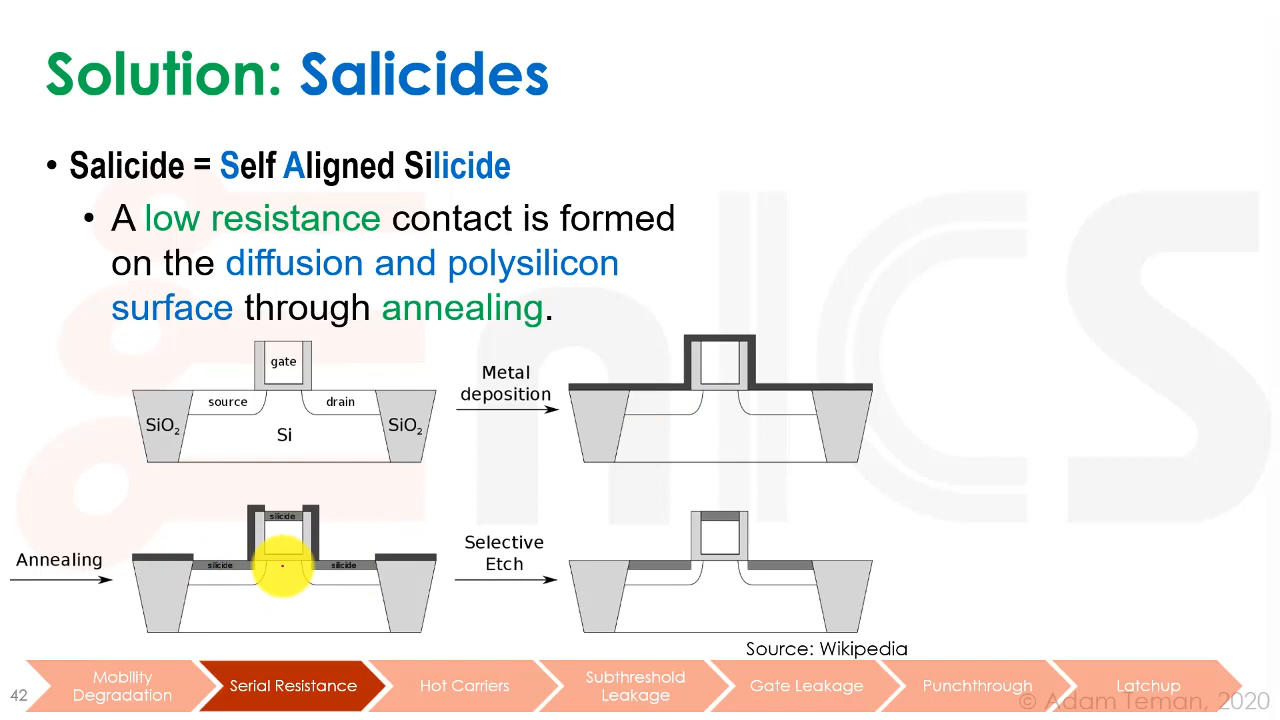 Solution: Salicides
• Salicide = Self Aligned Silicide
• A low resistance contact is formed
on the diffusion and polysilicon
surface through annealing.
gate
source
drain
SiO2
Si
SiO2
Metal
deposition
Annealing
silicide
silicide
silicide
Selective
Etch
Source: Wikipedia
42
Mobility
Degradation
Serial Resistance
Hot Carriers
Subthreshold
Leakage
Gate Leakage
Punchthrough
Latchup
© Adam Teman, 2020
EnICS